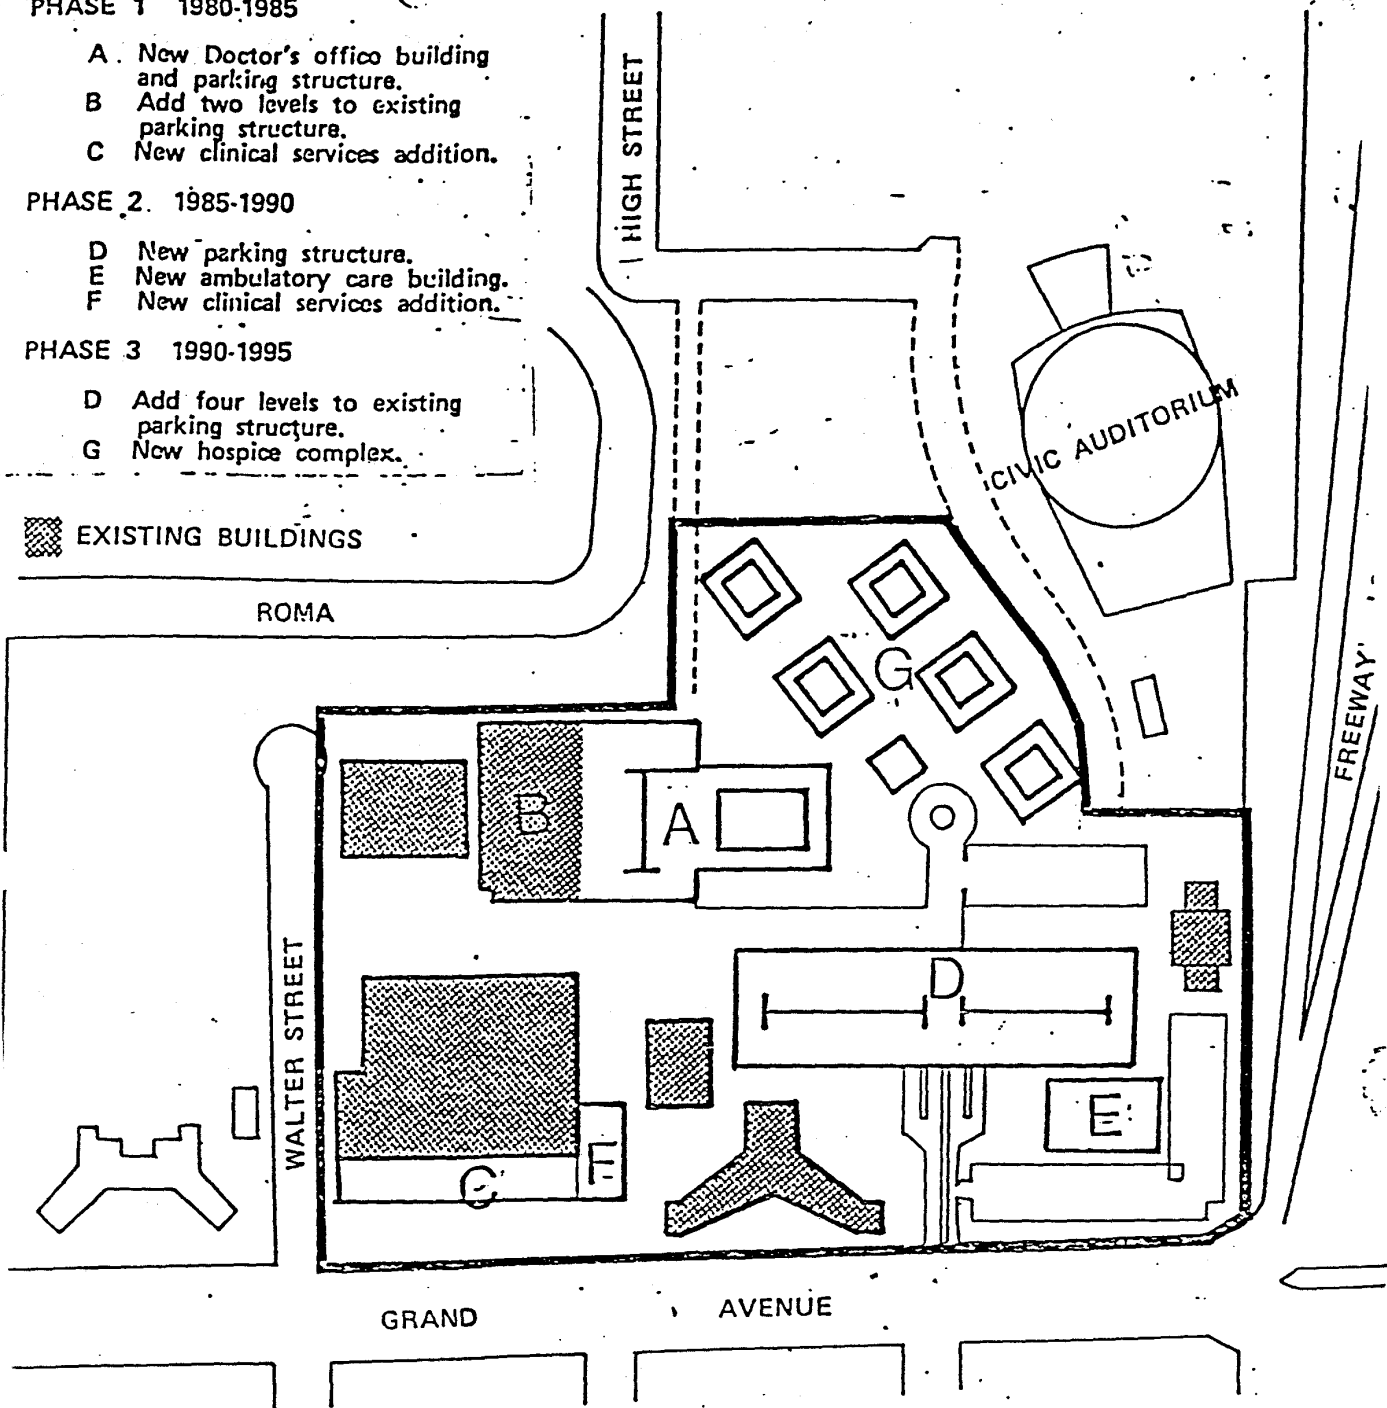 PHASE 1 1980-1985
A. New Doctor's office building
and parking structure.
B Add two levels to existing
parking structure.
C New clinical services addition.
PHASE 2. 1985-1990
D New parking structure.
E New ambulatory care building.
F New clinical services addition.
PHASE 3 1990-1995
D Add four levels to existing
parking structure.
G New hospice complex.
EXISTING BUILDINGS
HIGH STREET
CIVIC AUDITORIUM
ROMA
FREEWAY
G
B
A
D
WALTER STREET
E
F
C
GRAND AVENUE